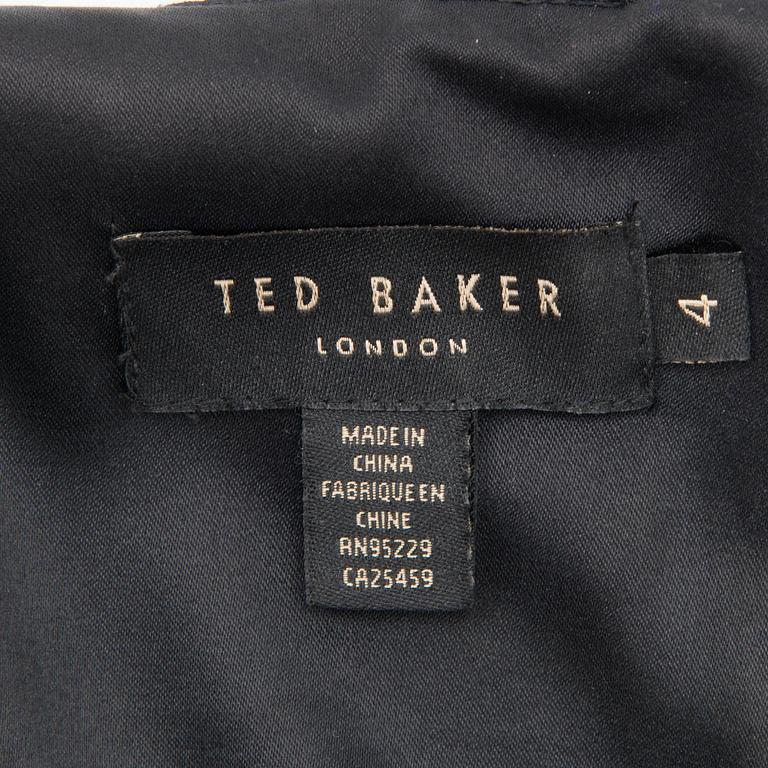 TED BAKER
LONDON
4
MADE IN
CHINA
FABRIQUE EN
CHINE
RN95229
CA25459